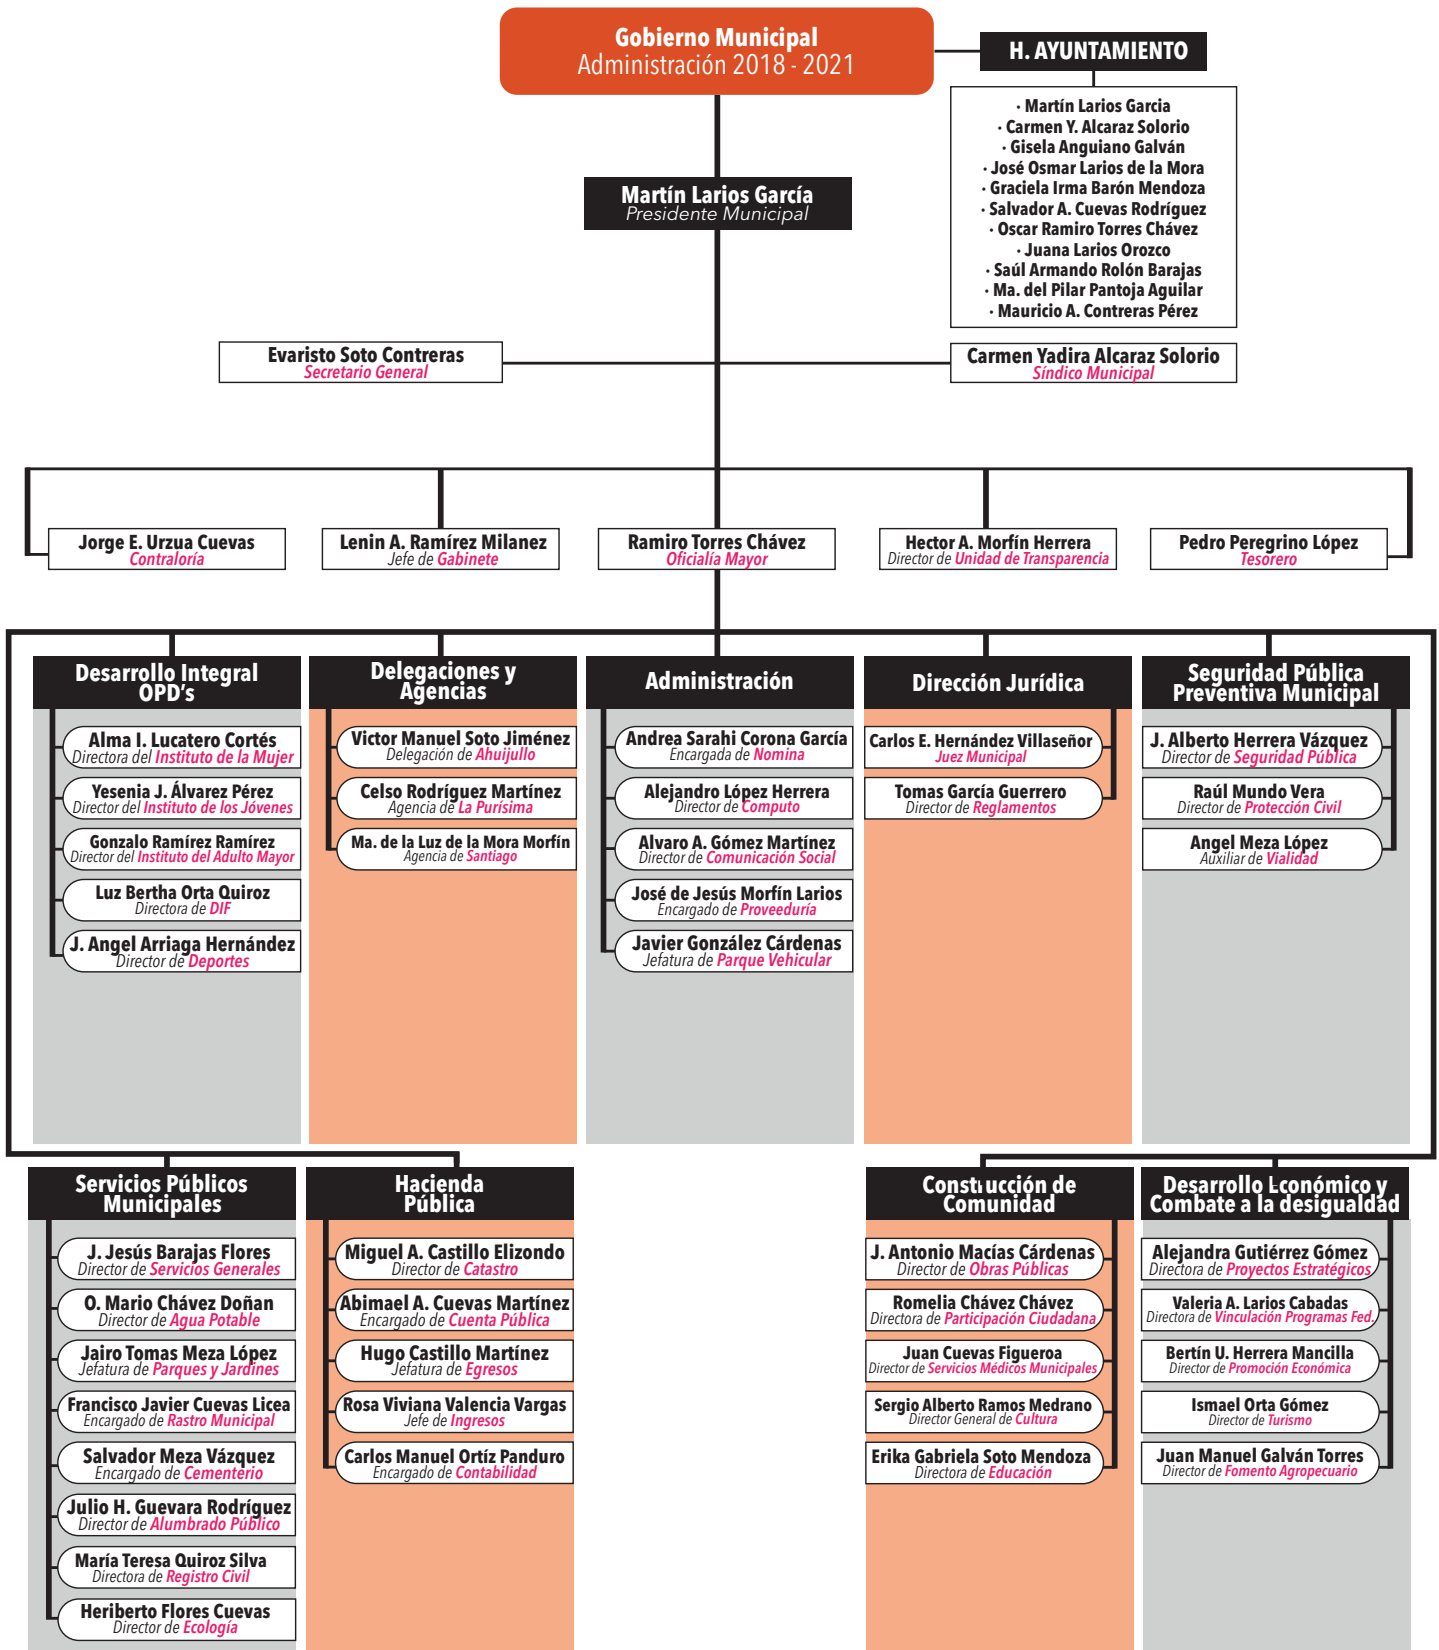 Gobierno Municipal
Administración 2018 - 2021
H. AYUNTAMIENTO
· Martín Larios Garcia
· Carmen Y. Alcaraz Solorio
· Gisela Anguiano Galván
· José Osmar Larios de la Mora
· Graciela Irma Barón Mendoza
· Salvador A. Cuevas Rodríguez
· Oscar Ramiro Torres Chávez
· Juana Larios Orozco
· Saúl Armando Rolón Barajas
· Ma. del Pilar Pantoja Aguilar
· Mauricio A. Contreras Pérez
Martín Larios García
Presidente Municipal
Evaristo Soto Contreras
Secretario General
Carmen Yadira Alcaraz Solorio
Síndico Municipal
Jorge E. Urzua Cuevas
Contraloría
Lenin A. Ramírez Milanez
Jefe de Gabinete
Ramiro Torres Chávez
Oficialía Mayor
Hector A. Morfín Herrera
Director de Unidad de Transparencia
Pedro Peregrino López
Tesorero
Desarrollo Integral
OPD's
Alma I. Lucatero Cortés
Directora del Instituto de la Mujer
Yesenia J. Álvarez Pérez
Director del Instituto de los Jóvenes
Gonzalo Ramírez Ramírez
Director del Instituto del Adulto Mayor
Luz Bertha Orta Quiroz
Directora de DIF
J. Angel Arriaga Hernández
Director de Deportes
Delegaciones y
Agencias
Victor Manuel Soto Jiménez
Delegación de Ahuijullo
Celso Rodríguez Martínez
Agencia de La Purísima
Ma. de la Luz de la Mora Morfín
Agencia de Santiago
Administración
Andrea Sarahi Corona García
Encargada de Nomina
Alejandro López Herrera
Director de Computo
Alvaro A. Gómez Martínez
Director de Comunicación Social
José de Jesús Morfín Larios
Encargado de Proveeduría
Javier González Cárdenas
Jefatura de Parque Vehicular
Dirección Jurídica
Carlos E. Hernández Villaseñor
Juez Municipal
Tomas García Guerrero
Director de Reglamentos
Seguridad Pública
Preventiva Municipal
J. Alberto Herrera Vázquez
Director de Seguridad Pública
Raúl Mundo Vera
Director de Protección Civil
Angel Meza López
Auxiliar de Vialidad
Servicios Públicos
Municipales
J. Jesús Barajas Flores
Director de Servicios Generales
O. Mario Chávez Doñan
Director de Agua Potable
Jairo Tomas Meza López
Jefatura de Parques y Jardines
Francisco Javier Cuevas Licea
Encargado de Rastro Municipal
Salvador Meza Vázquez
Encargado de Cementerio
Julio H. Guevara Rodríguez
Director de Alumbrado Público
María Teresa Quiroz Silva
Directora de Registro Civil
Heriberto Flores Cuevas
Director de Ecología
Hacienda
Pública
Miguel A. Castillo Elizondo
Director de Catastro
Abimael A. Cuevas Martínez
Encargado de Cuenta Pública
Hugo Castillo Martínez
Jefatura de Egresos
Rosa Viviana Valencia Vargas
Jefe de Ingresos
Carlos Manuel Ortíz Panduro
Encargado de Contabilidad
Construcción de
Comunidad
J. Antonio Macías Cárdenas
Director de Obras Públicas
Romelia Chávez Chávez
Directora de Participación Ciudadana
Juan Cuevas Figueroa
Director de Servicios Médicos Municipales
Sergio Alberto Ramos Medrano
Director General de Cultura
Erika Gabriela Soto Mendoza
Directora de Educación
Desarrollo Económico y
Combate a la desigualdad
Alejandra Gutiérrez Gómez
Directora de Proyectos Estratégicos
Valeria A. Larios Cabadas
Directora de Vinculación Programas Fed.
Bertín U. Herrera Mancilla
Director de Promoción Económica
Ismael Orta Gómez
Director de Turismo
Juan Manuel Galván Torres
Director de Fomento Agropecuario